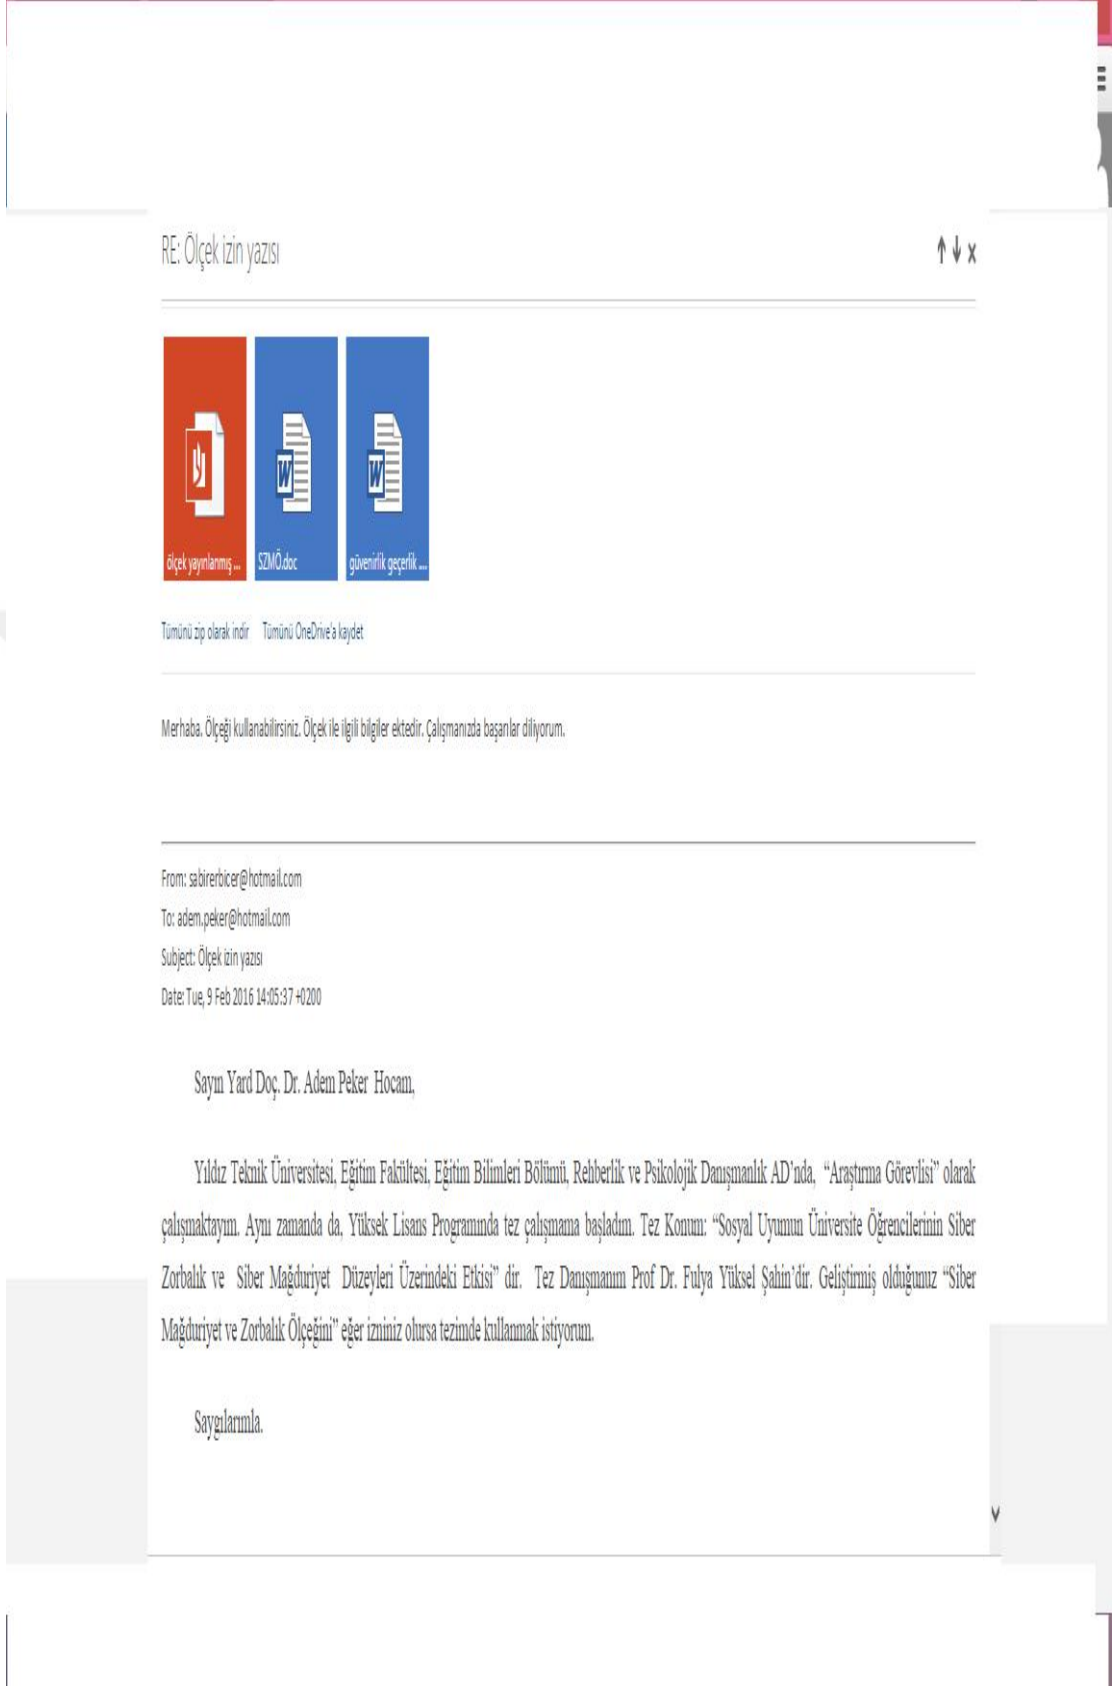 RE: Ölçek izin yazısı
ölçek yayınlanmış ...
SZMÖ.doc
güvenirlik geçerlik ...
Tümünü zip olarak indir Tümünü OneDrive'a kaydet
Merhaba. Ölçeği kullanabilirsiniz. Ölçek ile ilgili bilgiler ektedir. Çalışmanızda başarılar diliyorum.
From: sabirerbicer@hotmail.com
To: adem.peker@hotmail.com
Subject: Ölçek izin yazısı
Date: Tue, 9 Feb 2016 14:05:37 +0200
Sayın Yard Doç. Dr. Adem Peker Hocam,
Yıldız Teknik Üniversitesi, Eğitim Fakültesi, Eğitim Bilimleri Bölümü, Rehberlik ve Psikolojik Danışmanlık AD'nda, “Araştırma Görevlisi” olarak
çalışmaktayım. Aynı zamanda da, Yüksek Lisans Programında tez çalışmama başladım. Tez Konum: “Sosyal Uyumun Üniversite Öğrencilerinin Siber
Zorbalık ve Siber Mağduriyet Düzeyleri Üzerindeki Etkisi” dir. Tez Danışmanım Prof Dr. Fulya Yüksel Şahin'dir. Geliştirmiş olduğunuz “Siber
Mağduriyet ve Zorbalık Ölçeğini” eğer izniniz olursa tezimde kullanmak istiyorum.
Saygılarımla.